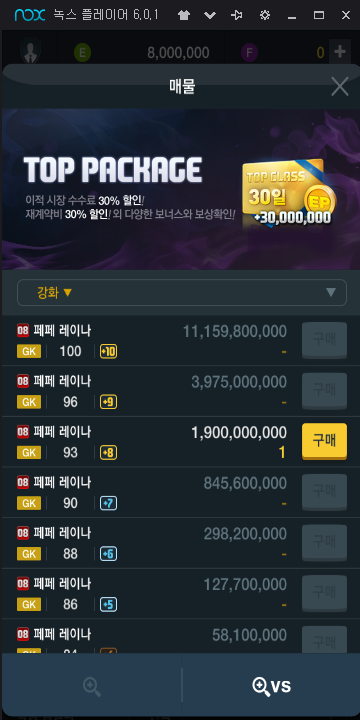 nox 녹스 플레이어 6.0.1
E 8,000,000 F 0 +
매물
TOP PACKAGE
이적 시장 수수료 30% 할인!
재계약비 30% 할인! 외 다양한 보너스와 보상확인!
TOP CLASS
30일
EP
+30,000,000
강화 ▼
08 페페 레이나 11,159,800,000 구매
GK 100 +10 -
08 페페 레이나 3,975,000,000 구매
GK 96 +9 -
08 페페 레이나 1,900,000,000 구매
GK 93 +8 1
08 페페 레이나 845,600,000 구매
GK 90 +7 -
08 페페 레이나 298,200,000 구매
GK 88 +6 -
08 페페 레이나 127,700,000 구매
GK 86 +5 -
08 페페 레이나 58,100,000 구매
GK 84 +4
VS